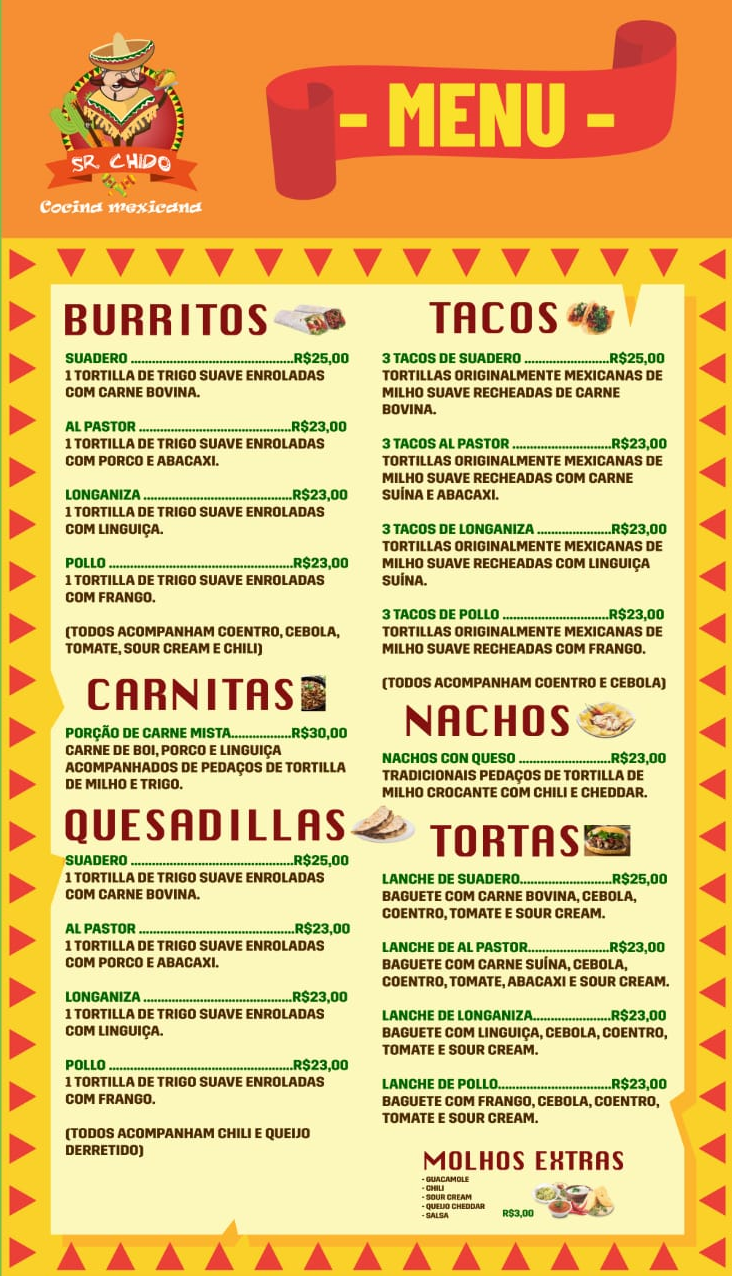 SR. CHIDO
Cocina mexicana
- MENU -
BURRITOS
SUADERO ..................................................R$25,00
1 TORTILLA DE TRIGO SUAVE ENROLADAS
COM CARNE BOVINA.
AL PASTOR ...............................................R$23,00
1 TORTILLA DE TRIGO SUAVE ENROLADAS
COM PORCO E ABACAXI.
LONGANIZA ..............................................R$23,00
1 TORTILLA DE TRIGO SUAVE ENROLADAS
COM LINGUIÇA.
POLLO ........................................................R$23,00
1 TORTILLA DE TRIGO SUAVE ENROLADAS
COM FRANGO.
(TODOS ACOMPANHAM COENTRO, CEBOLA,
TOMATE, SOUR CREAM E CHILI)
CARNITAS
PORÇÃO DE CARNE MISTA..................R$30,00
CARNE DE BOI, PORCO E LINGUIÇA
ACOMPANHADOS DE PEDAÇOS DE TORTILLA
DE MILHO E TRIGO.
QUESADILLAS
SUADERO ..................................................R$25,00
1 TORTILLA DE TRIGO SUAVE ENROLADAS
COM CARNE BOVINA.
AL PASTOR ................................................R$23,00
1 TORTILLA DE TRIGO SUAVE ENROLADAS
COM PORCO E ABACAXI.
LONGANIZA ..............................................R$23,00
1 TORTILLA DE TRIGO SUAVE ENROLADAS
COM LINGUIÇA.
POLLO ........................................................R$23,00
1 TORTILLA DE TRIGO SUAVE ENROLADAS
COM FRANGO.
(TODOS ACOMPANHAM CHILI E QUEIJO
DERRETIDO)
TACOS
3 TACOS DE SUADERO ..........................R$25,00
TORTILLAS ORIGINALMENTE MEXICANAS DE
MILHO SUAVE RECHEADAS DE CARNE
BOVINA.
3 TACOS AL PASTOR ..............................R$23,00
TORTILLAS ORIGINALMENTE MEXICANAS DE
MILHO SUAVE RECHEADAS COM CARNE
SUÍNA E ABACAXI.
3 TACOS DE LONGANIZA ......................R$23,00
TORTILLAS ORIGINALMENTE MEXICANAS DE
MILHO SUAVE RECHEADAS COM LINGUIÇA
SUÍNA.
3 TACOS DE POLLO ................................R$23,00
TORTILLAS ORIGINALMENTE MEXICANAS DE
MILHO SUAVE RECHEADAS COM FRANGO.
(TODOS ACOMPANHAM COENTRO E CEBOLA)
NACHOS
NACHOS CON QUESO ............................R$23,00
TRADICIONAIS PEDAÇOS DE TORTILLA DE
MILHO CROCANTE COM CHILI E CHEDDAR.
TORTAS
LANCHE DE SUADERO............................R$25,00
BAGUETE COM CARNE BOVINA, CEBOLA,
COENTRO, TOMATE E SOUR CREAM.
LANCHE DE AL PASTOR.........................R$23,00
BAGUETE COM CARNE SUÍNA, CEBOLA,
COENTRO, TOMATE, ABACAXI E SOUR CREAM.
LANCHE DE LONGANIZA........................R$23,00
BAGUETE COM LINGUIÇA, CEBOLA, COENTRO,
TOMATE E SOUR CREAM.
LANCHE DE POLLO..................................R$23,00
BAGUETE COM FRANGO, CEBOLA, COENTRO,
TOMATE E SOUR CREAM.
MOLHOS EXTRAS
- GUACAMOLE
- CHILI
- SOUR CREAM
- QUEIJO CHEDDAR
- SALSA R$3,00